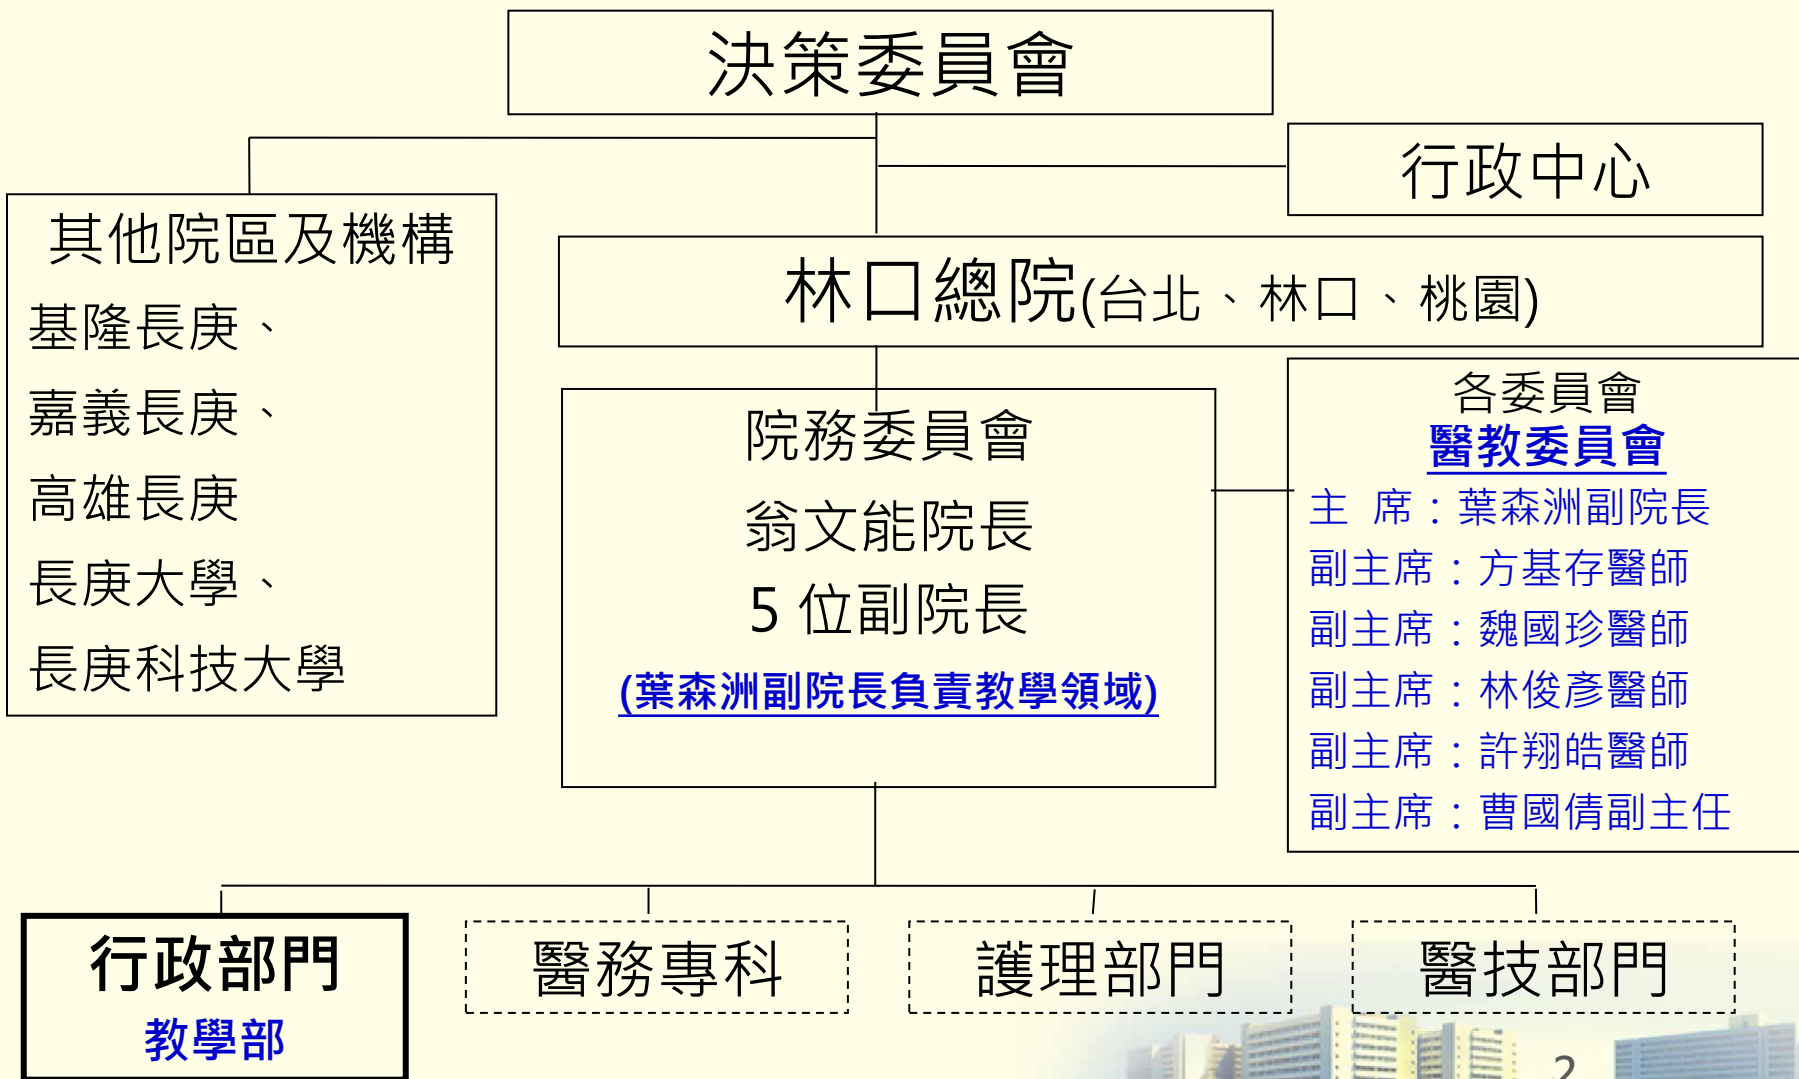 決策委員會
行政中心
其他院區及機構
基隆長庚、
嘉義長庚、
高雄長庚
長庚大學、
長庚科技大學
林口總院(台北、林口、桃園)
院務委員會
翁文能院長
5 位副院長
(葉森洲副院長負責教學領域)
各委員會
醫教委員會
主 席：葉森洲副院長
副主席：方基存醫師
副主席：魏國珍醫師
副主席：林俊彥醫師
副主席：許翔皓醫師
副主席：曹國倩副主任
行政部門
教學部
醫務專科
護理部門
醫技部門
2